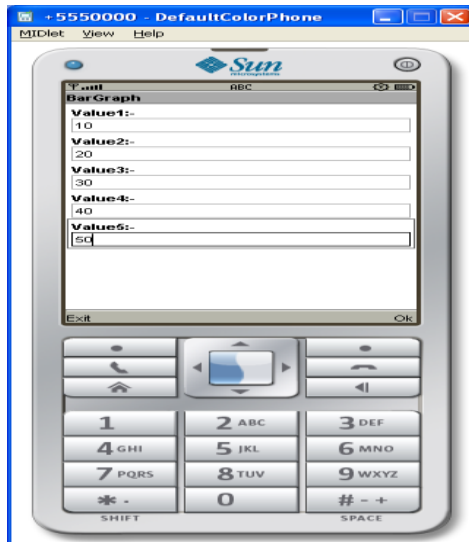 +5550000 - DefaultColorPhone
MIDlet View Help
Sun
microsystems
ABC
BarGraph
Value1:-
10
Value2:-
20
Value3:-
30
Value4:-
40
Value5:-
50
Exit Ok
1 2 ABC 3 DEF
4 GHI 5 JKL 6 MNO
7 PQRS 8 TUV 9 WXYZ
* . 0 # - +
SHIFT SPACE